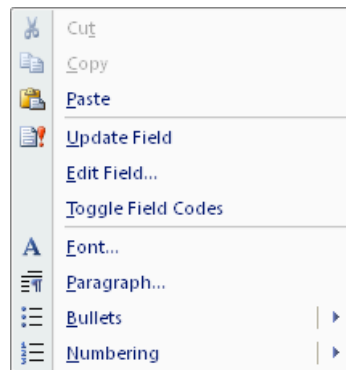 Cut
Copy
Paste
Update Field
Edit Field...
Toggle Field Codes
Font...
Paragraph...
Bullets
Numbering